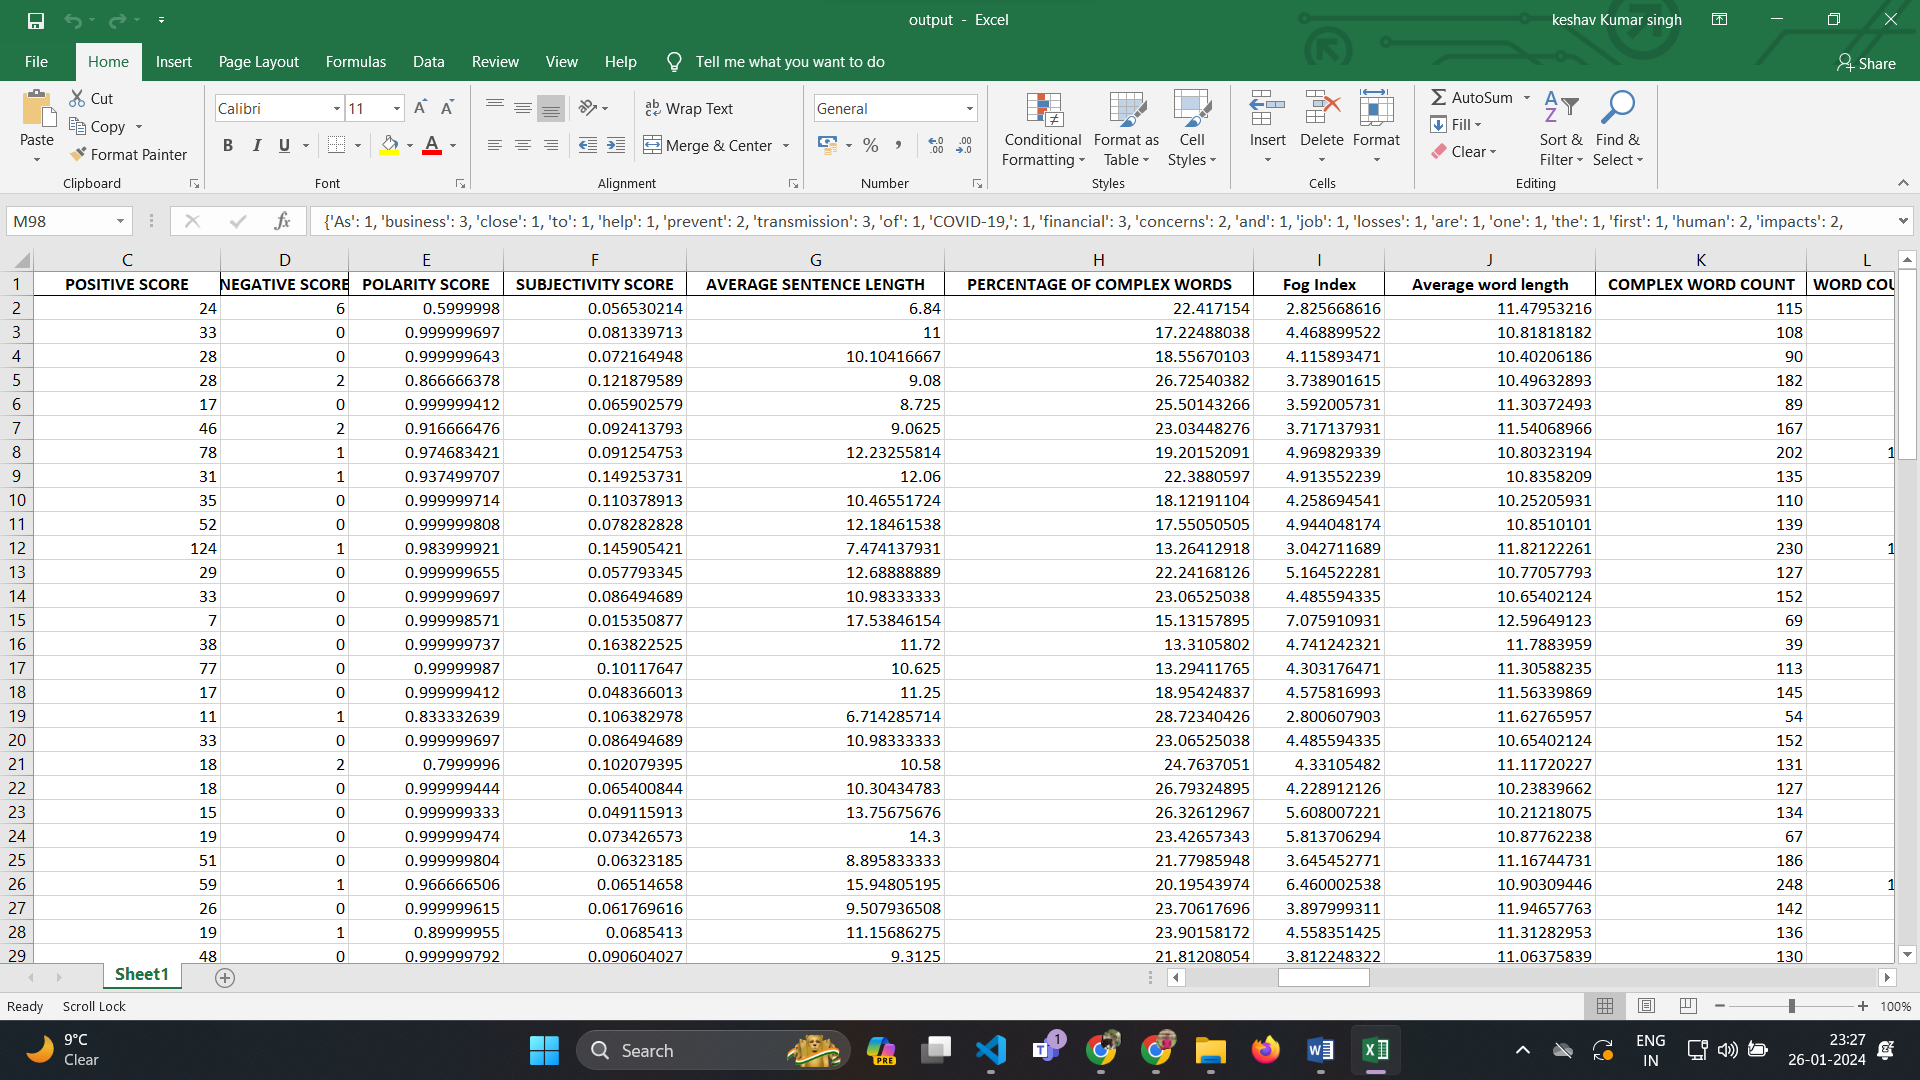 output - Excel
keshav Kumar singh
File Home Insert Page Layout Formulas Data Review View Help Tell me what you want to do Share
Paste Cut Copy Format Painter Clipboard
Calibri 11 B I U A Font
Wrap Text Merge & Center Alignment
General % , Number
Conditional Formatting Format as Table Cell Styles Styles
Insert Delete Format Cells
AutoSum Fill Clear Sort & Filter Find & Select Editing
M98 fx {'As': 1, 'business': 3, 'close': 1, 'to': 1, 'help': 1, 'prevent': 2, 'transmission': 3, 'of': 1, 'COVID-19,': 1, 'financial': 3, 'concerns': 2, 'and': 1, 'job': 1, 'losses': 1, 'are': 1, 'one': 1, 'the': 1, 'first': 1, 'human': 2, 'impacts': 2,
C D E F G H I J K L
1 POSITIVE SCORE NEGATIVE SCORE POLARITY SCORE SUBJECTIVITY SCORE AVERAGE SENTENCE LENGTH PERCENTAGE OF COMPLEX WORDS Fog Index Average word length COMPLEX WORD COUNT WORD COU
2 24 6 0.5999998 0.056530214 6.84 22.417154 2.825668616 11.47953216 115
3 33 0 0.999999697 0.081339713 11 17.22488038 4.468899522 10.81818182 108
4 28 0 0.999999643 0.072164948 10.10416667 18.55670103 4.115893471 10.40206186 90
5 28 2 0.866666378 0.121879589 9.08 26.72540382 3.738901615 10.49632893 182
6 17 0 0.999999412 0.065902579 8.725 25.50143266 3.592005731 11.30372493 89
7 46 2 0.916666476 0.092413793 9.0625 23.03448276 3.717137931 11.54068966 167
8 78 1 0.974683421 0.091254753 12.23255814 19.20152091 4.969829339 10.80323194 202 1
9 31 1 0.937499707 0.149253731 12.06 22.3880597 4.913552239 10.8358209 135
10 35 0 0.999999714 0.110378913 10.46551724 18.12191104 4.258694541 10.25205931 110
11 52 0 0.999999808 0.078282828 12.18461538 17.55050505 4.944048174 10.8510101 139
12 124 1 0.983999921 0.145905421 7.474137931 13.26412918 3.042711689 11.82122261 230 1
13 29 0 0.999999655 0.057793345 12.68888889 22.24168126 5.164522281 10.77057793 127
14 33 0 0.999999697 0.086494689 10.98333333 23.06525038 4.485594335 10.65402124 152
15 7 0 0.999998571 0.015350877 17.53846154 15.13157895 7.075910931 12.59649123 69
16 38 0 0.999999737 0.163822525 11.72 13.3105802 4.741242321 11.7883959 39
17 77 0 0.99999987 0.10117647 10.625 13.29411765 4.303176471 11.30588235 113
18 17 0 0.999999412 0.048366013 11.25 18.95424837 4.575816993 11.56339869 145
19 11 1 0.833332639 0.106382978 6.714285714 28.72340426 2.800607903 11.62765957 54
20 33 0 0.999999697 0.086494689 10.98333333 23.06525038 4.485594335 10.65402124 152
21 18 2 0.7999996 0.102079395 10.58 24.7637051 4.33105482 11.11720227 131
22 18 0 0.999999444 0.065400844 10.30434783 26.79324895 4.228912126 10.23839662 127
23 15 0 0.999999333 0.049115913 13.75675676 26.32612967 5.608007221 10.21218075 134
24 19 0 0.999999474 0.073426573 14.3 23.42657343 5.813706294 10.87762238 67
25 51 0 0.999999804 0.06323185 8.895833333 21.77985948 3.645452771 11.16744731 186
26 59 1 0.966666506 0.06514658 15.94805195 20.19543974 6.460002538 10.90309446 248 1
27 26 0 0.999999615 0.061769616 9.507936508 23.70617696 3.897999311 11.94657763 142
28 19 1 0.89999955 0.0685413 11.15686275 23.90158172 4.558351425 11.31282953 136
29 48 0 0.999999792 0.090604027 9.3125 21.81208054 3.812248322 11.06375839 130
Sheet1
Ready Scroll Lock 100%
9°C
Clear
Search
PRE
1
ENG
IN
23:27
26-01-2024